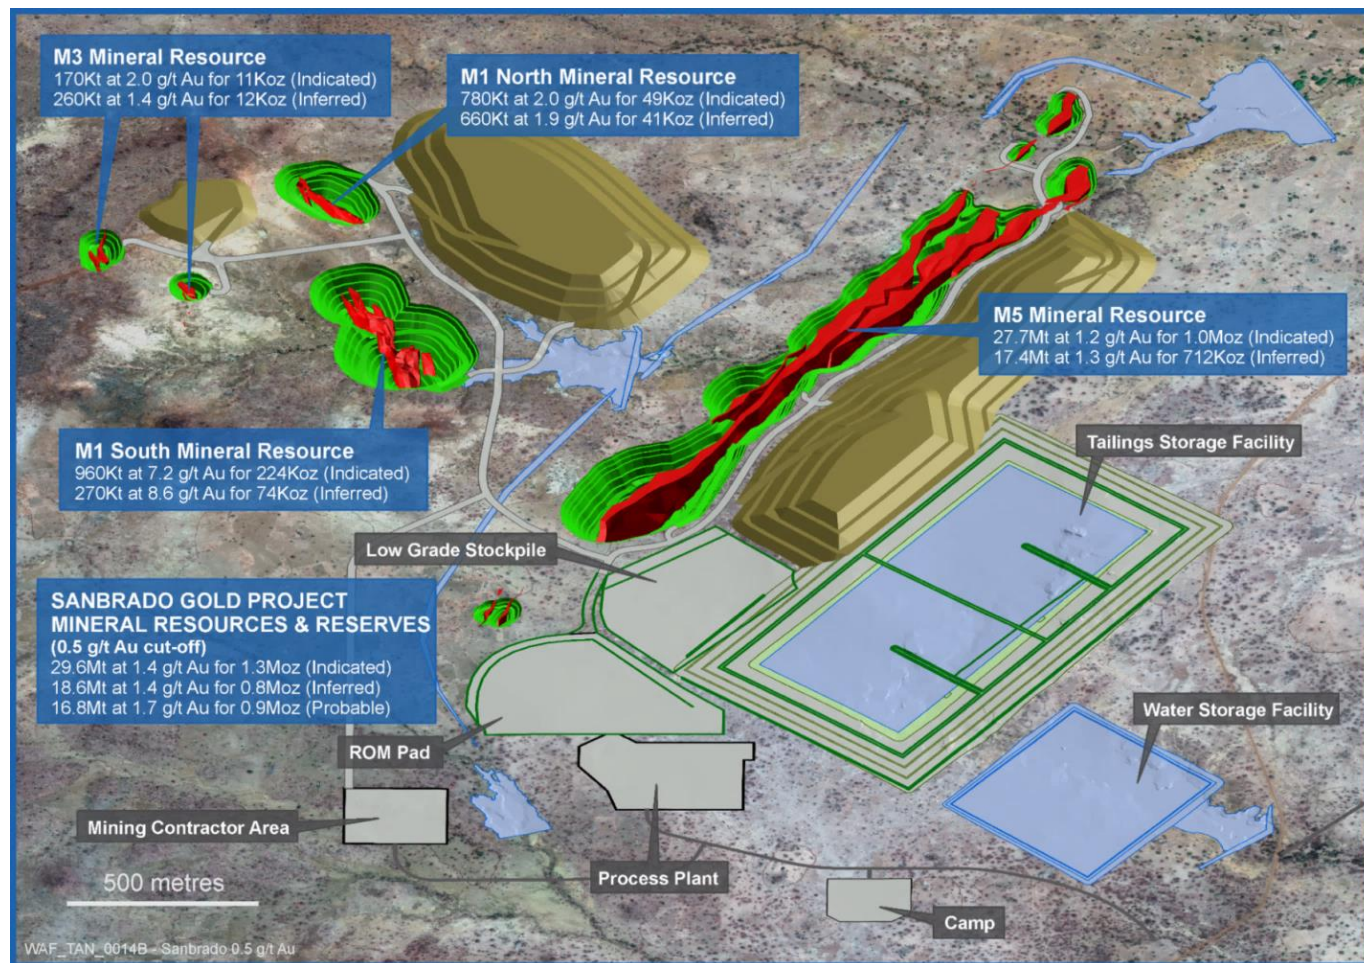 M3 Mineral Resource
170Kt at 2.0 g/t Au for 11Koz (Indicated)
260Kt at 1.4 g/t Au for 12Koz (Inferred)
M1 North Mineral Resource
780Kt at 2.0 g/t Au for 49Koz (Indicated)
660Kt at 1.9 g/t Au for 41Koz (Inferred)
M5 Mineral Resource
27.7Mt at 1.2 g/t Au for 1.0Moz (Indicated)
17.4Mt at 1.3 g/t Au for 712Koz (Inferred)
M1 South Mineral Resource
960Kt at 7.2 g/t Au for 224Koz (Indicated)
270Kt at 8.6 g/t Au for 74Koz (Inferred)
Tailings Storage Facility
Low Grade Stockpile
SANBRADO GOLD PROJECT
MINERAL RESOURCES & RESERVES
(0.5 g/t Au cut-off)
29.6Mt at 1.4 g/t Au for 1.3Moz (Indicated)
18.6Mt at 1.4 g/t Au for 0.8Moz (Inferred)
16.8Mt at 1.7 g/t Au for 0.9Moz (Probable)
Water Storage Facility
ROM Pad
Mining Contractor Area
Process Plant
500 metres
Camp
WAF_TAN_0014B - Sanbrado 0.5 g/t Au